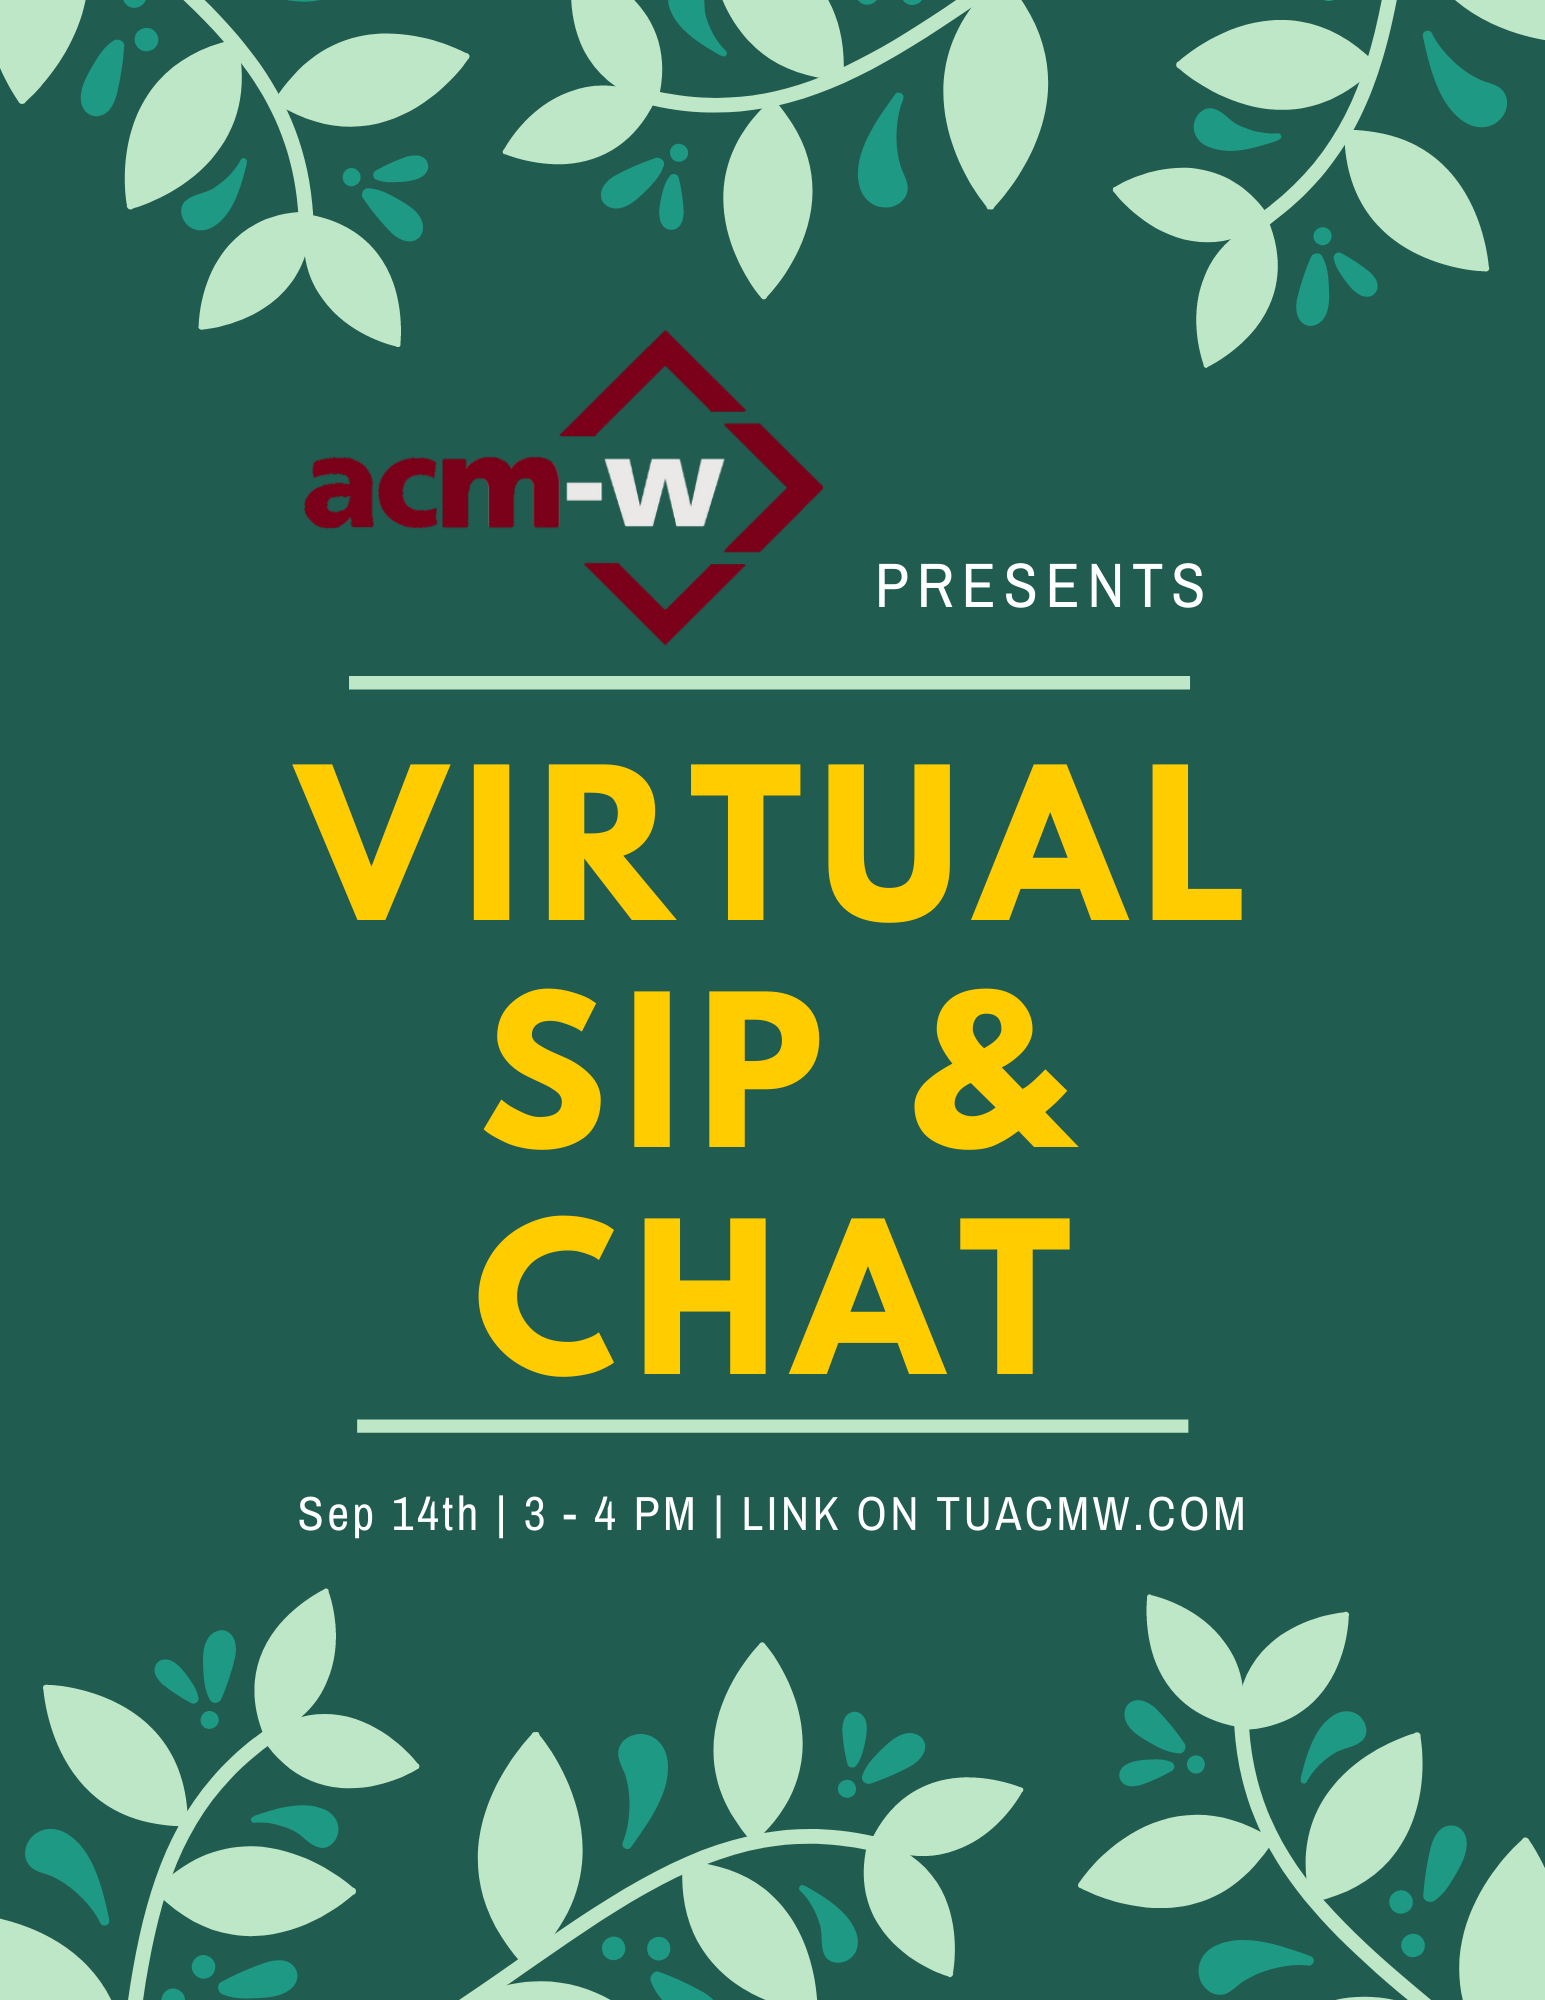 acm-w
PRESENTS
VIRTUAL
SIP &
CHAT
Sep 14th | 3 - 4 PM | LINK ON TUACMW.COM